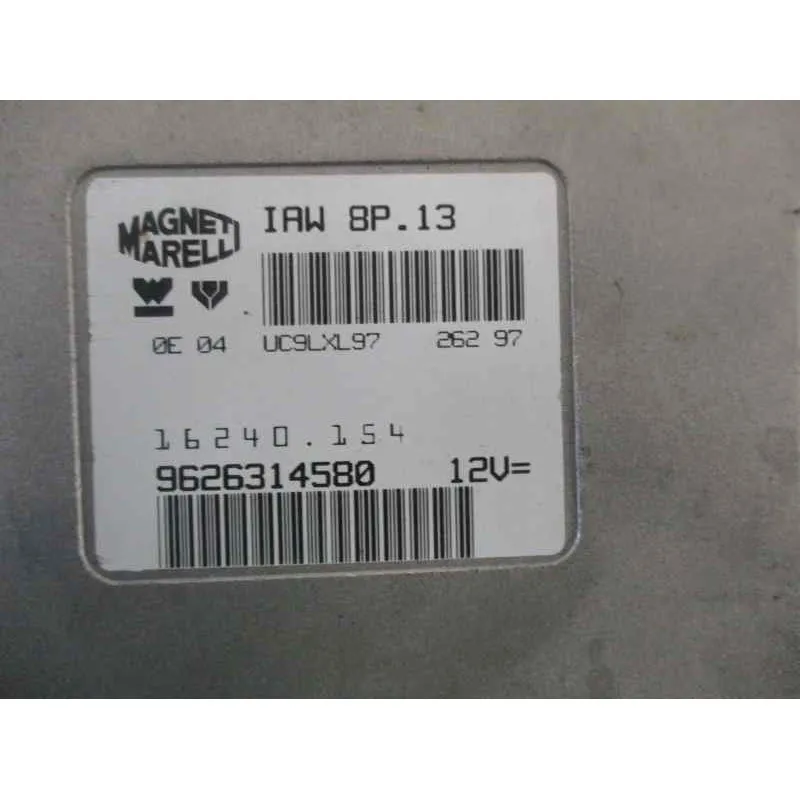 MAGNETI
MARELLI
IAW 8P.13
0E 04 UC9LXL97 262 97
16240.154
9626314580 12V=